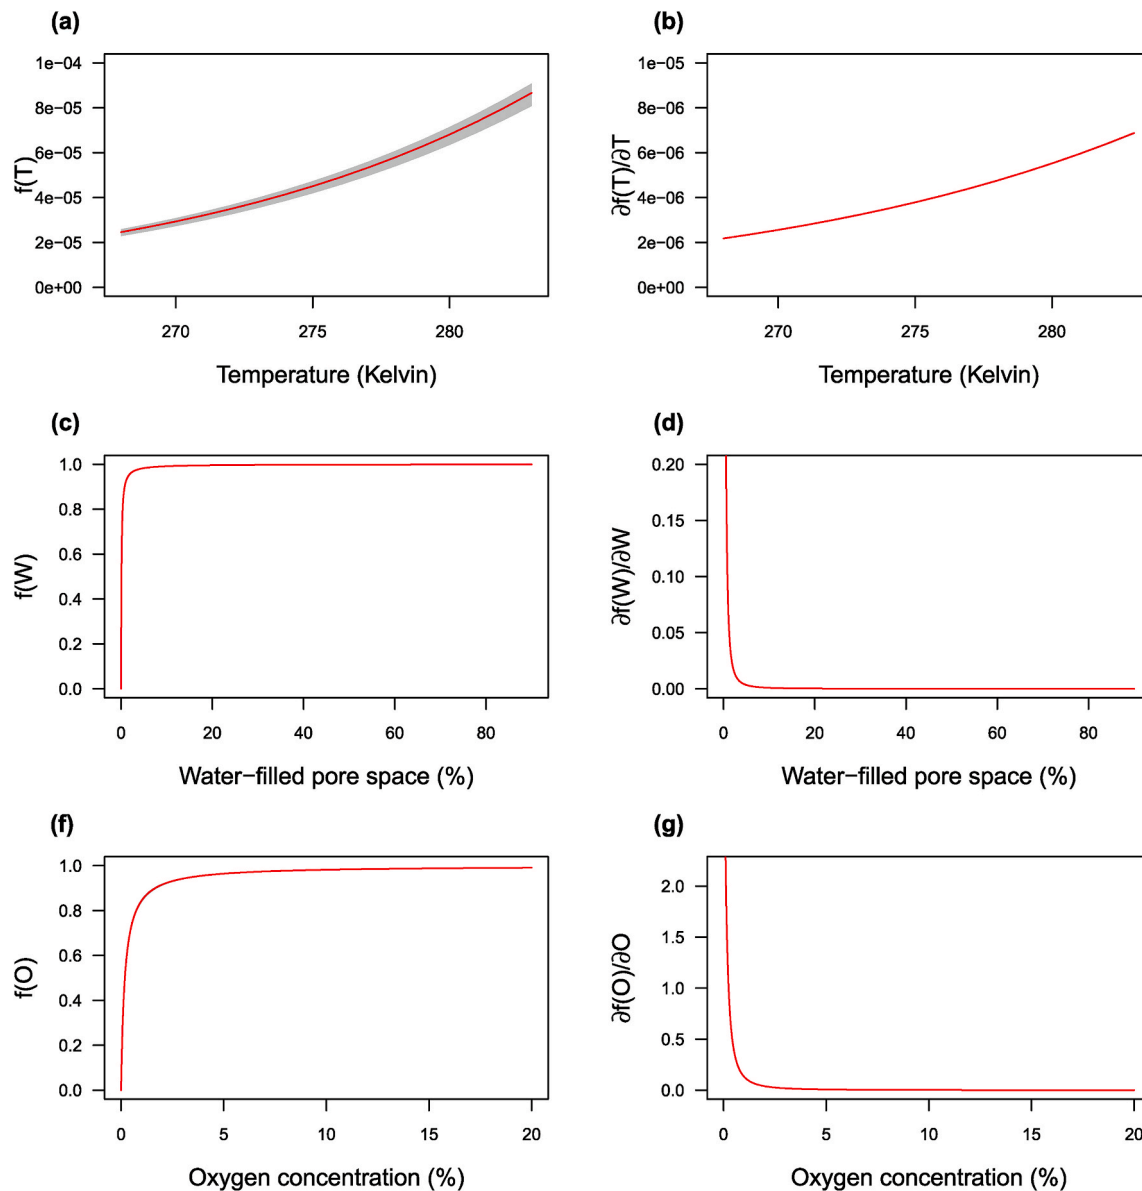 (a)
1e−04
8e−05
6e−05
4e−05
2e−05
0e+00
f(T)
270
275
280
Temperature (Kelvin)
(b)
1e−05
8e−06
6e−06
4e−06
2e−06
0e+00
∂f(T)/∂T
270
275
280
Temperature (Kelvin)
(c)
1.0
0.8
0.6
0.4
0.2
0.0
f(W)
0
20
40
60
80
Water−filled pore space (%)
(d)
0.20
0.15
0.10
0.05
0.00
∂f(W)/∂W
0
20
40
60
80
Water−filled pore space (%)
(f)
1.0
0.8
0.6
0.4
0.2
0.0
f(O)
0
5
10
15
20
Oxygen concentration (%)
(g)
2.0
1.5
1.0
0.5
0.0
∂f(O)/∂O
0
5
10
15
20
Oxygen concentration (%)